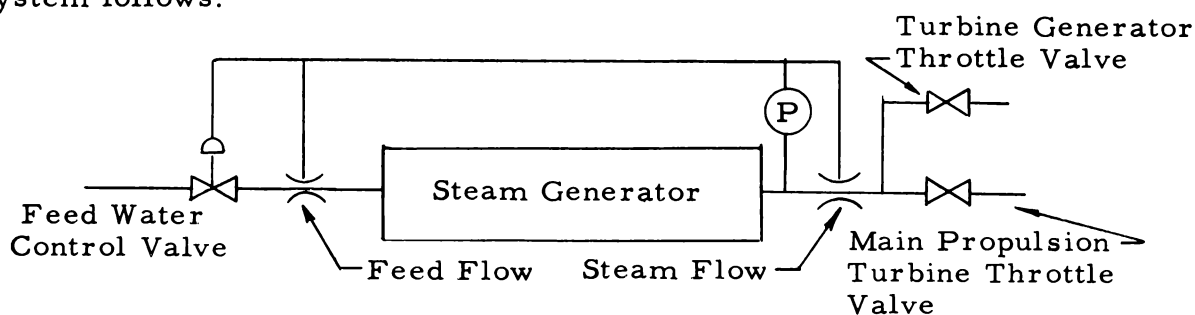 ystem follows:
Turbine Generator
Throttle Valve
P
Steam Generator
Feed Water
Control Valve
Feed Flow
Steam Flow
Main Propulsion
Turbine Throttle
Valve